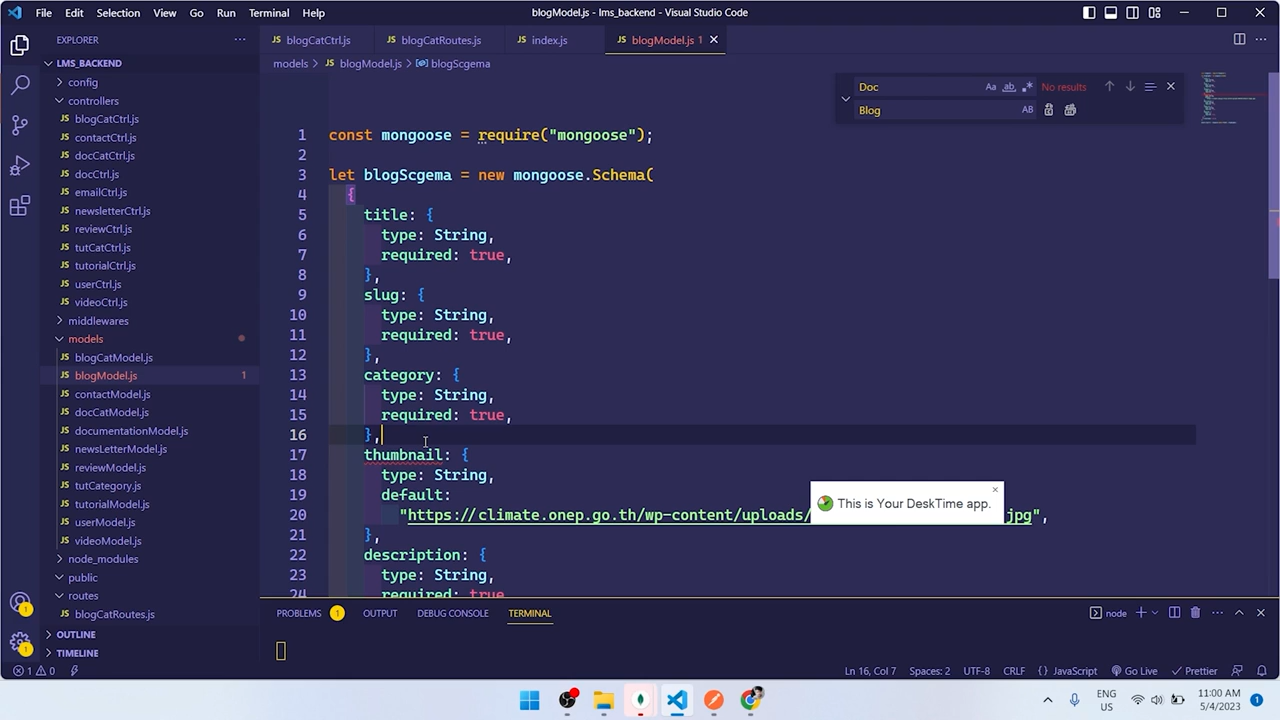 File Edit Selection View Go Run Terminal Help
blogModel.js - lms_backend - Visual Studio Code
EXPLORER
blogCatCtrl.js
blogCatRoutes.js
index.js
blogModel.js 1
LMS_BACKEND
models > blogModel.js > blogScgema
config
controllers
blogCatCtrl.js
contactCtrl.js
docCatCtrl.js
docCtrl.js
emailCtrl.js
newsletterCtrl.js
reviewCtrl.js
tutCatCtrl.js
tutorialCtrl.js
userCtrl.js
videoCtrl.js
middlewares
models
blogCatModel.js
blogModel.js 1
contactModel.js
docCatModel.js
documentationModel.js
newsLetterModel.js
reviewModel.js
tutCategory.js
tutorialModel.js
userModel.js
videoModel.js
node_modules
public
routes
blogCatRoutes.js
OUTLINE
TIMELINE
Doc Aa ab No results
Blog AB
1 const mongoose = require("mongoose");
2
3 let blogScgema = new mongoose.Schema(
4 {
5 title: {
6 type: String,
7 required: true,
8 },
9 slug: {
10 type: String,
11 required: true,
12 },
13 category: {
14 type: String,
15 required: true,
16 },
17 thumbnail: {
18 type: String,
19 default:
20 "https://climate.onep.go.th/wp-content/uploads/ jpg",
21 },
22 description: {
23 type: String,
24 required: true
This is Your DeskTime app.
PROBLEMS 1 OUTPUT DEBUG CONSOLE TERMINAL
node
1 0 Ln 16, Col 7 Spaces: 2 UTF-8 CRLF {} JavaScript Go Live Prettier
ENG
US
11:00 AM
5/4/2023
1